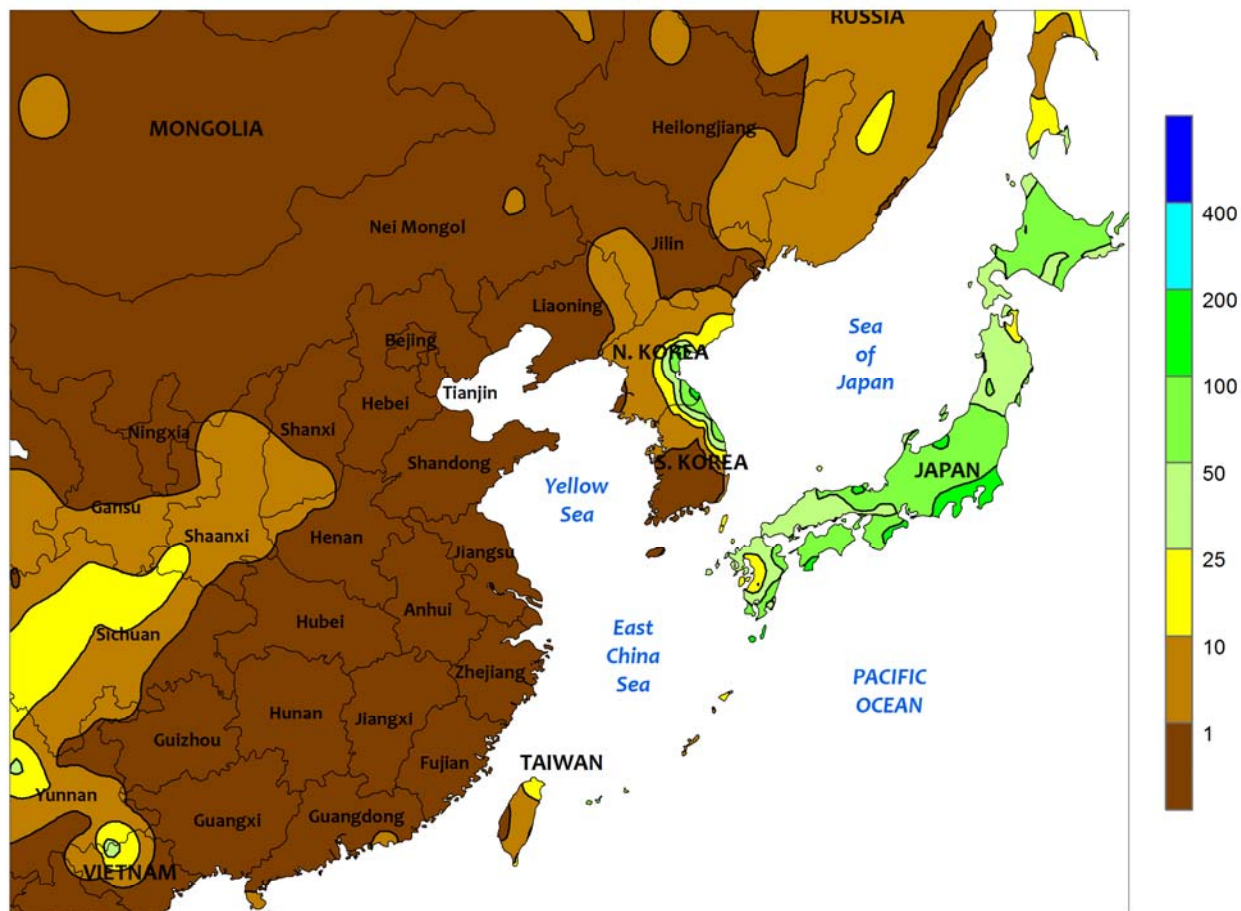 RUSSIA
MONGOLIA
Heilongjiang
Nei Mongol
Jilin
Liaoning
Bejing
N. KOREA
Sea
of
Japan
Tianjin
Hebei
Ningxia
Shanxi
Shandong
S. KOREA
JAPAN
Yellow
Sea
Gansu
Shaanxi
Henan
Jiangsu
Anhui
Hubei
Sichuan
East
China
Sea
Zhejiang
PACIFIC
OCEAN
Hunan
Jiangxi
Guizhou
Fujian
TAIWAN
Yunnan
Guangxi
Guangdong
VIETNAM
400
200
100
50
25
10
1